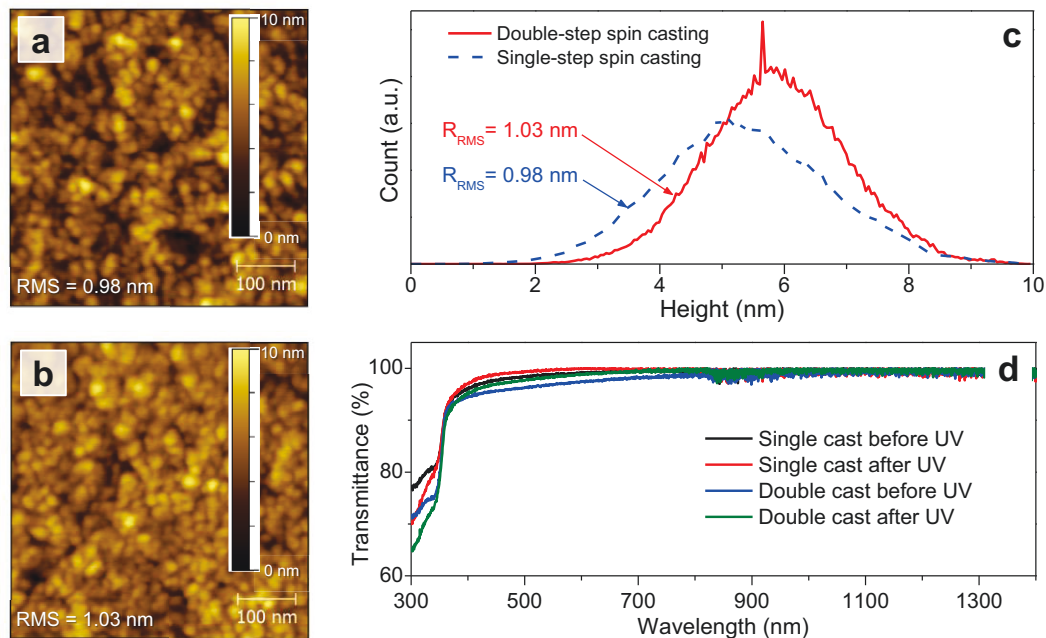 a
10 nm
0 nm
100 nm
RMS = 0.98 nm
b
10 nm
0 nm
100 nm
RMS = 1.03 nm
c
Double-step spin casting
Single-step spin casting
R_RMS= 1.03 nm
R_RMS= 0.98 nm
Count (a.u.)
0 2 4 6 8 10
Height (nm)
d
100
80
60
Transmittance (%)
Single cast before UV
Single cast after UV
Double cast before UV
Double cast after UV
300 500 700 900 1100 1300
Wavelength (nm)